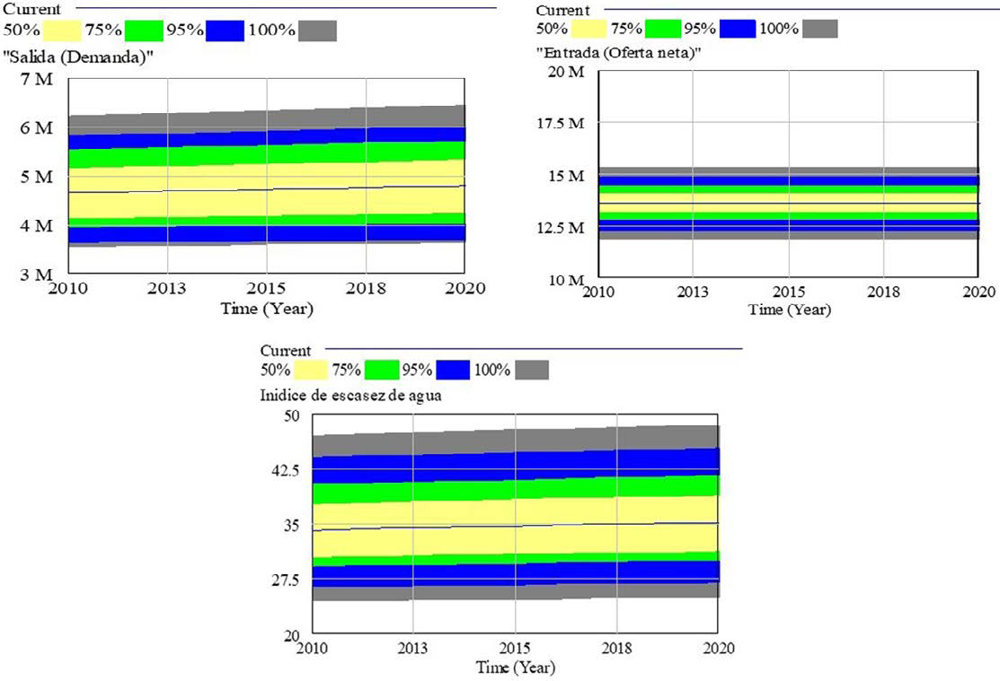 Current
50% 75% 95% 100%
"Salida (Demanda)"
7 M
6 M
5 M
4 M
3 M
2010 2013 2015 2018 2020
Time (Year)
Current
50% 75% 95% 100%
"Entrada (Oferta neta)"
20 M
17.5 M
15 M
12.5 M
10 M
2010 2013 2015 2018 2020
Time (Year)
Current
50% 75% 95% 100%
Inidice de escasez de agua
50
42.5
35
27.5
20
2010 2013 2015 2018 2020
Time (Year)